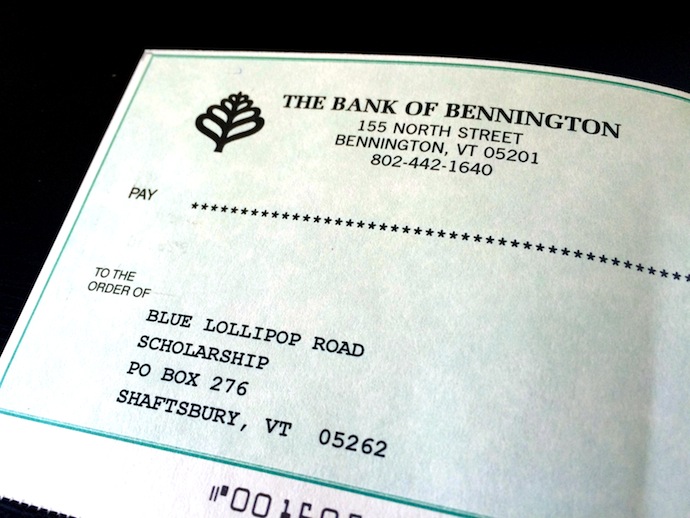 THE BANK OF BENNINGTON
155 NORTH STREET
BENNINGTON, VT 05201
802-442-1640
PAY ****************************************************
TO THE
ORDER OF
BLUE LOLLIPOP ROAD
SCHOLARSHIP
PO BOX 276
SHAFTSBURY, VT 05262